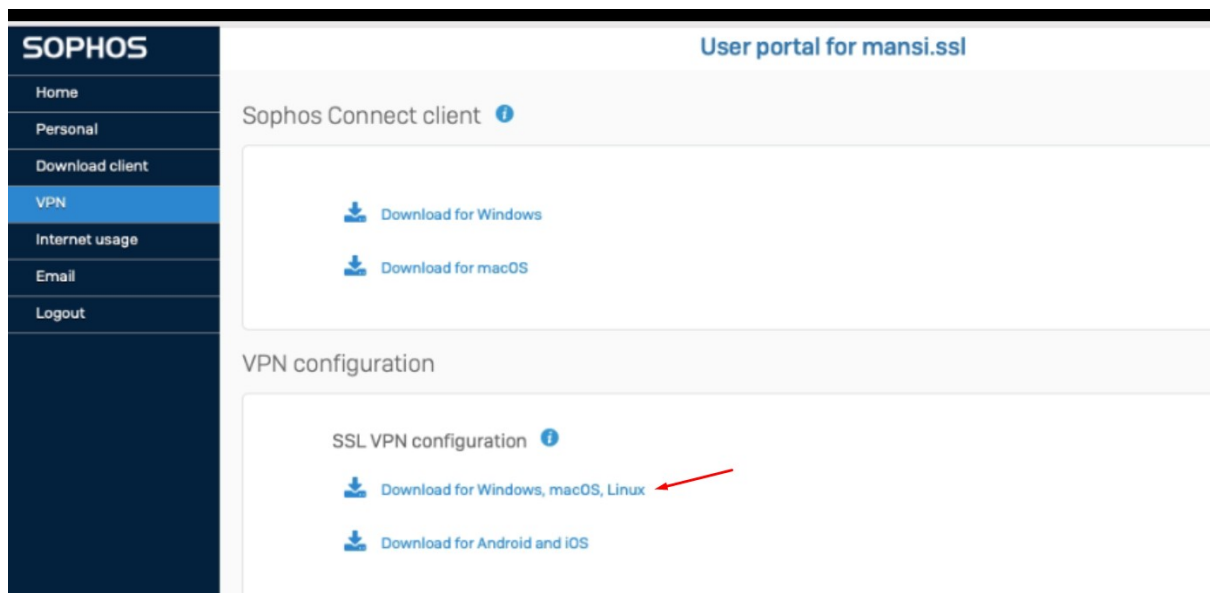 SOPHOS
User portal for mansi.ssl
Home
Personal
Download client
VPN
Internet usage
Email
Logout
Sophos Connect client
Download for Windows
Download for macOS
VPN configuration
SSL VPN configuration
Download for Windows, macOS, Linux
Download for Android and iOS